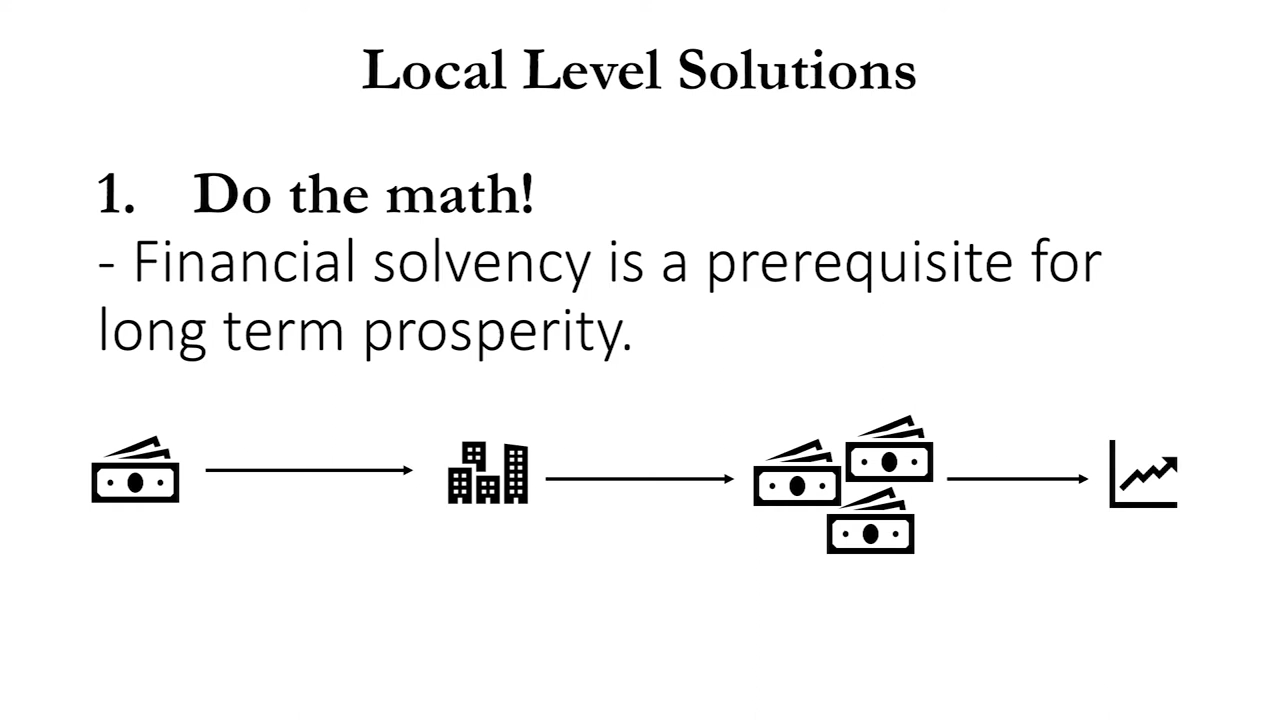 Local Level Solutions
1. Do the math!
- Financial solvency is a prerequisite for
long term prosperity.